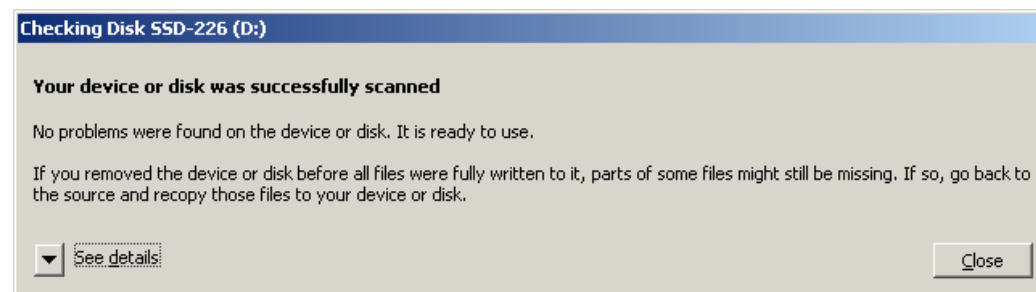 Checking Disk SSD-226 (D:)
Your device or disk was successfully scanned
No problems were found on the device or disk. It is ready to use.
If you removed the device or disk before all files were fully written to it, parts of some files might still be missing. If so, go back to
the source and recopy those files to your device or disk.
See details
Close